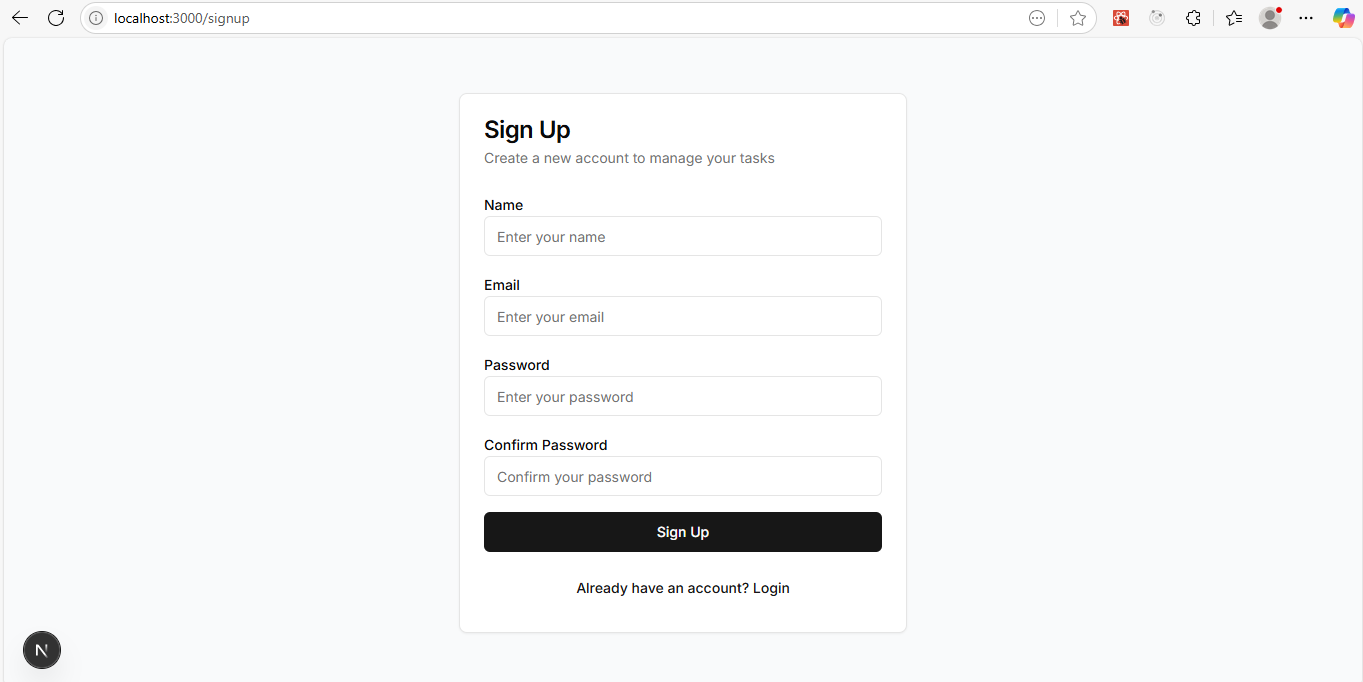 localhost:3000/signup
Sign Up
Create a new account to manage your tasks
Name
Enter your name
Email
Enter your email
Password
Enter your password
Confirm Password
Confirm your password
Sign Up
Already have an account? Login
N